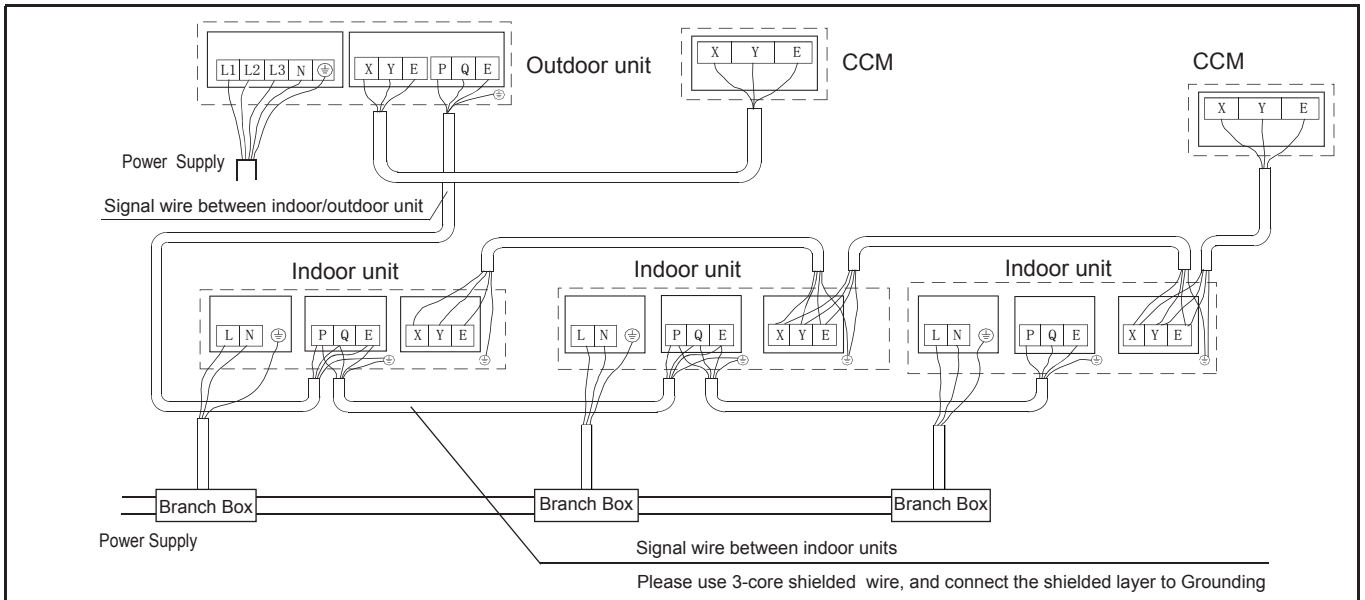 L1 L2 L3 N
X Y E
P Q E
Outdoor unit
X Y E
CCM
CCM
X Y E
Power Supply
Signal wire between indoor/outdoor unit
Indoor unit
Indoor unit
Indoor unit
L N
P Q E
X Y E
L N
P Q E
X Y E
L N
P Q E
X Y E
Branch Box
Branch Box
Branch Box
Power Supply
Signal wire between indoor units
Please use 3-core shielded wire, and connect the shielded layer to Grounding